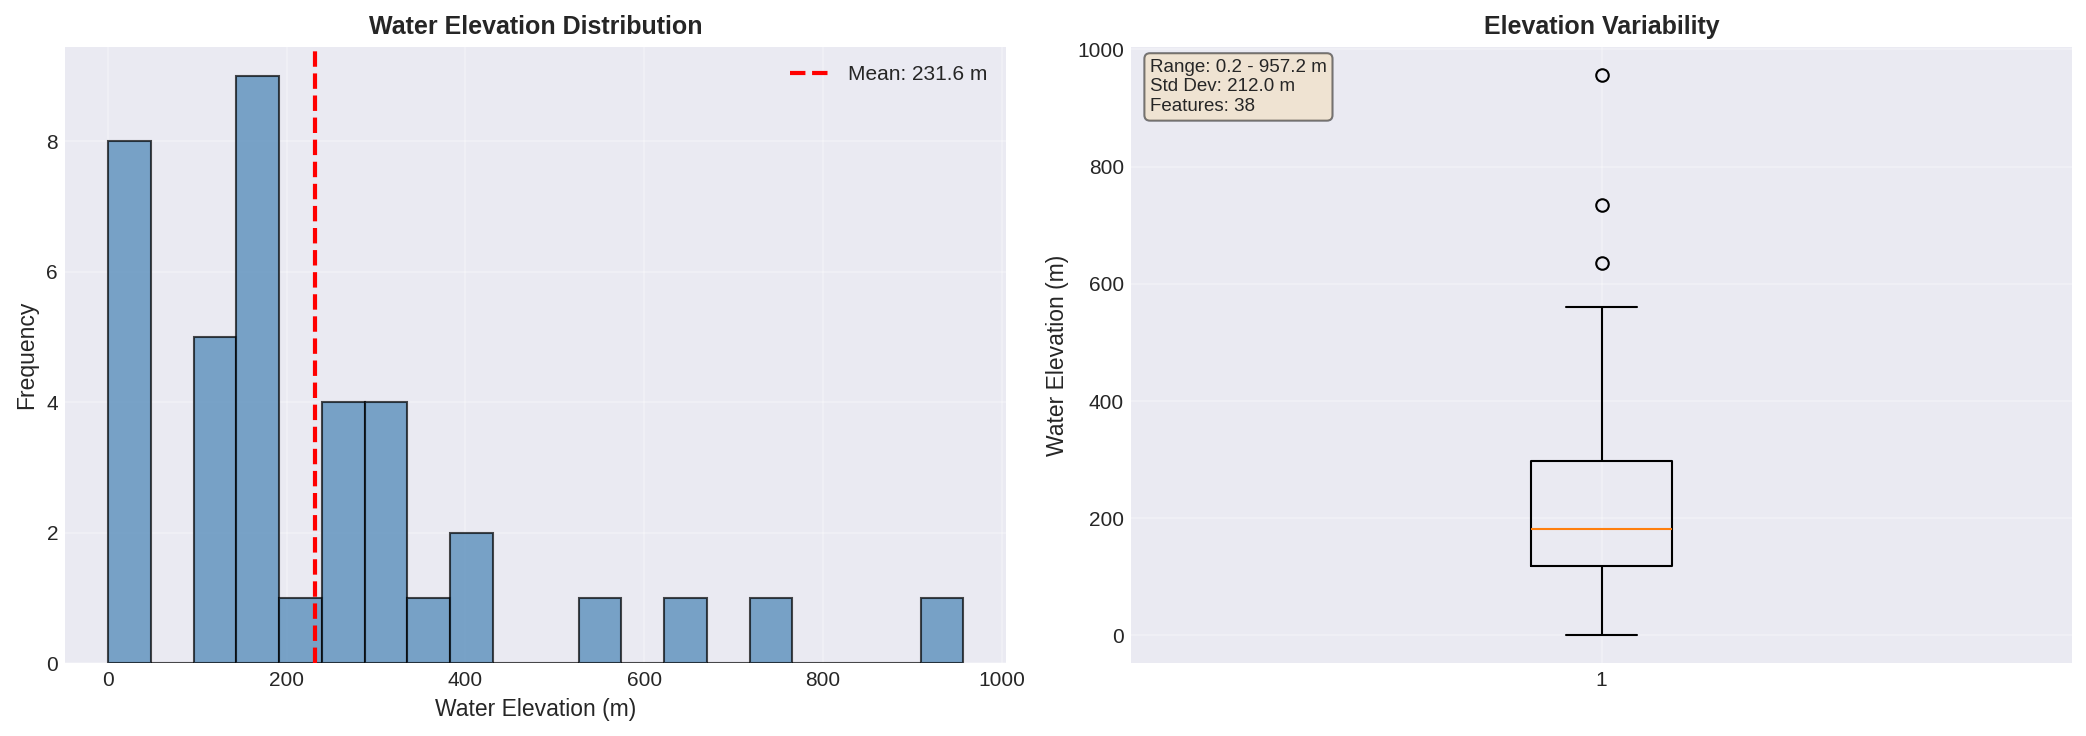 Water Elevation Distribution
Mean: 231.6 m
Frequency
8
6
4
2
0
0 200 400 600 800 1000
Water Elevation (m)
Elevation Variability
Range: 0.2 - 957.2 m
Std Dev: 212.0 m
Features: 38
Water Elevation (m)
1000
800
600
400
200
0
1